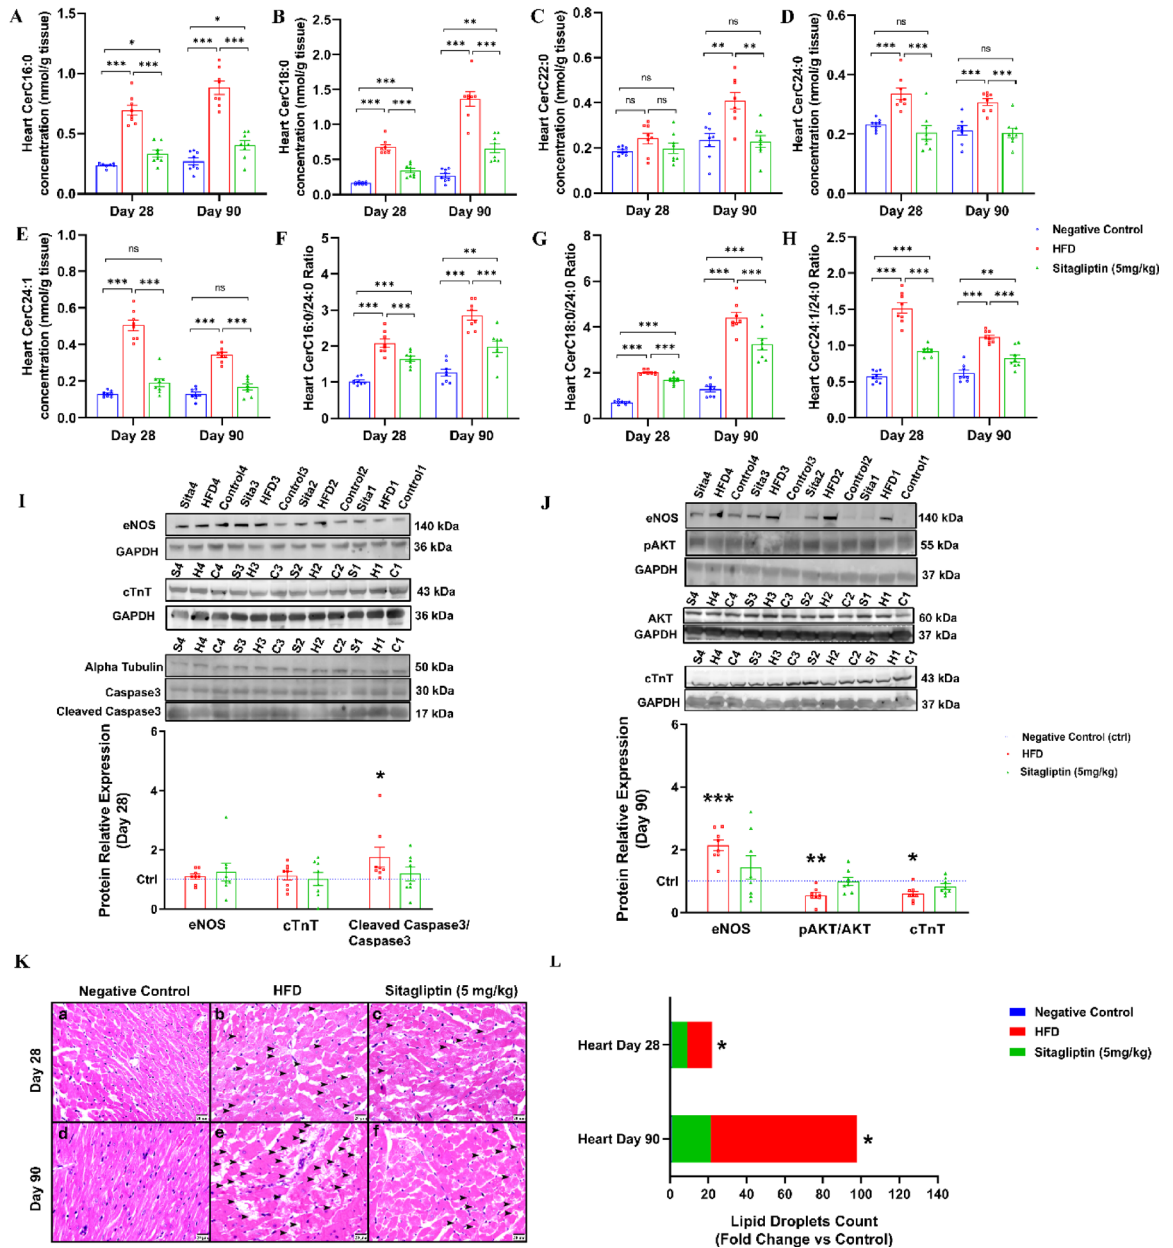 A
Heart CerC16:0
concentration (nmol/g tissue)
1.5
1.0
0.5
0.0
*
***
***
*
***
***
Day 28
Day 90
B
Heart CerC18:0
concentration (nmol/g tissue)
2.5
2.0
1.5
1.0
0.5
0.0
***
***
***
**
***
***
Day 28
Day 90
C
Heart CerC22:0
concentration (nmol/g tissue)
0.8
0.6
0.4
0.2
0.0
ns
ns
ns
ns
**
**
Day 28
Day 90
D
Heart CerC24:0
concentration (nmol/g tissue)
0.6
0.4
0.2
0.0
ns
***
***
ns
***
***
Day 28
Day 90
E
Heart CerC24:1
concentration (nmol/g tissue)
1.0
0.8
0.6
0.4
0.2
0.0
ns
***
***
ns
***
***
Day 28
Day 90
F
Heart CerC16:0/24:0 Ratio
5
4
3
2
1
0
***
***
***
**
***
***
Day 28
Day 90
G
Heart CerC18:0/24:0 Ratio
8
6
4
2
0
***
***
***
***
***
***
Day 28
Day 90
H
Heart CerC24:1/24:0 Ratio
2.5
2.0
1.5
1.0
0.5
0.0
***
***
***
**
***
***
Day 28
Day 90
Negative Control
HFD
Sitagliptin (5mg/kg)
I
Sita4 HFD4 Control4 Sita3 HFD3 Control3 Sita2 HFD2 Control2 Sita1 HFD1 Control1
eNOS 140 kDa
GAPDH 36 kDa
S4 H4 C4 S3 H3 C3 S2 H2 C2 S1 H1 C1
cTnT 43 kDa
GAPDH 36 kDa
S4 H4 C4 S3 H3 C3 S2 H2 C2 S1 H1 C1
Alpha Tubulin 50 kDa
Caspase3 30 kDa
Cleaved Caspase3 17 kDa
Protein Relative Expression
(Day 28)
6
4
2
Ctrl
0
*
eNOS
cTnT
Cleaved Caspase3/
Caspase3
J
Sita4 HFD4 Control4 Sita3 HFD3 Control3 Sita2 HFD2 Control2 Sita1 HFD1 Control1
eNOS 140 kDa
pAKT 55 kDa
GAPDH 37 kDa
S4 H4 C4 S3 H3 C3 S2 H2 C2 S1 H1 C1
AKT 60 kDa
GAPDH 37 kDa
S4 H4 C4 S3 H3 C3 S2 H2 C2 S1 H1 C1
cTnT 43 kDa
GAPDH 37 kDa
Protein Relative Expression
(Day 90)
6
4
2
Ctrl
0
***
**
*
eNOS
pAKT/AKT
cTnT
Negative Control (ctrl)
HFD
Sitagliptin (5mg/kg)
K
Negative Control
HFD
Sitagliptin (5 mg/kg)
Day 28
a
b
c
Day 90
d
e
f
L
Heart Day 28
*
Heart Day 90
*
0 20 40 60 80 100 120 140
Lipid Droplets Count
(Fold Change vs Control)
Negative Control
HFD
Sitagliptin (5mg/kg)